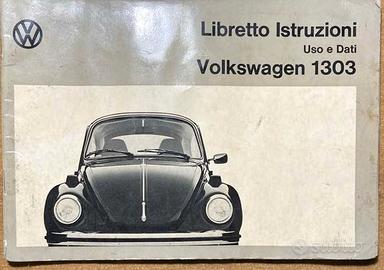 Libretto Istruzioni
Uso e Dati
Volkswagen 1303